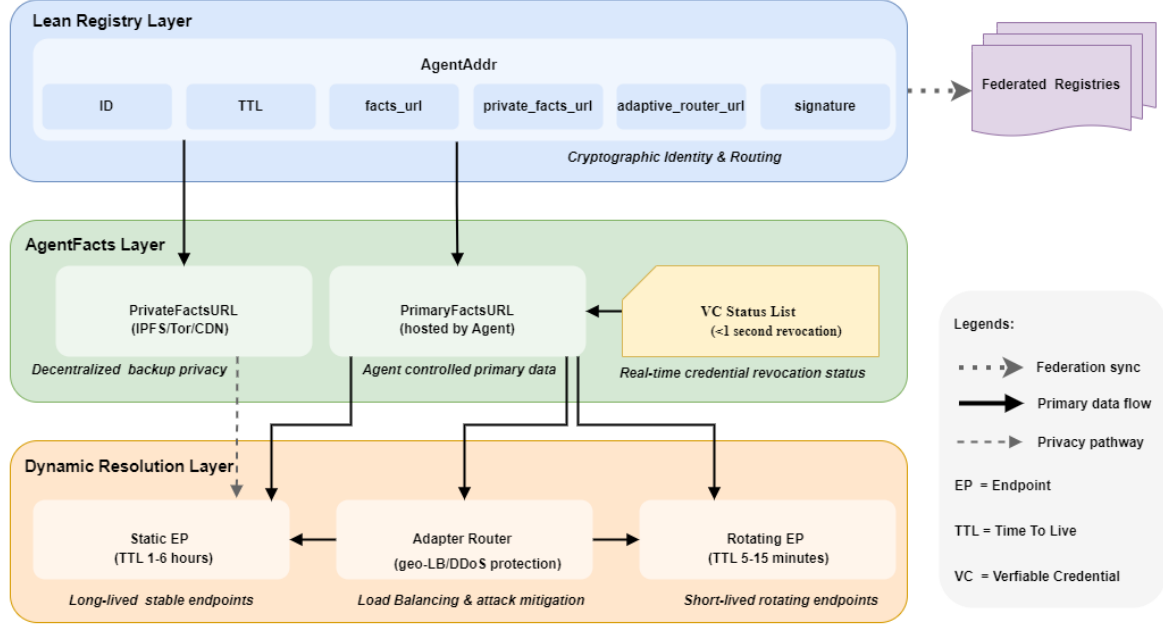 Lean Registry Layer
AgentAddr
ID
TTL
facts_url
private_facts_url
adaptive_router_url
signature
Cryptographic Identity & Routing
Federated Registries
AgentFacts Layer
PrivateFactsURL
(IPFS/Tor/CDN)
PrimaryFactsURL
(hosted by Agent)
VC Status List
(<1 second revocation)
Decentralized backup privacy
Agent controlled primary data
Real-time credential revocation status
Dynamic Resolution Layer
Static EP
(TTL 1-6 hours)
Adapter Router
(geo-LB/DDoS protection)
Rotating EP
(TTL 5-15 minutes)
Long-lived stable endpoints
Load Balancing & attack mitigation
Short-lived rotating endpoints
Legends:
Federation sync
Primary data flow
Privacy pathway
EP = Endpoint
TTL = Time To Live
VC = Verfiable Credential